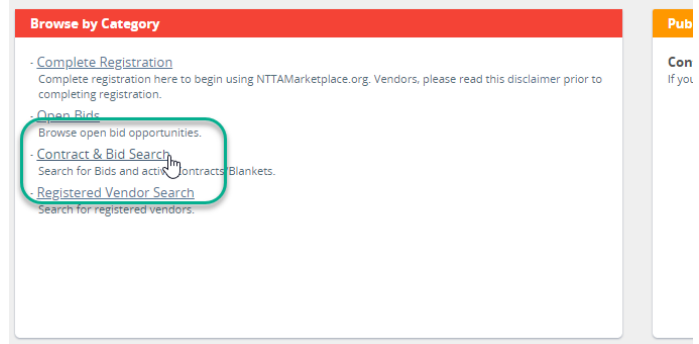 Browse by Category
- Complete Registration
Complete registration here to begin using NTTAMarketplace.org. Vendors, please read this disclaimer prior to
completing registration.
- Open Bids
Browse open bid opportunities.
- Contract & Bid Search
Search for Bids and active Contracts/Blankets.
- Registered Vendor Search
Search for registered vendors.
Pub
Con
If you